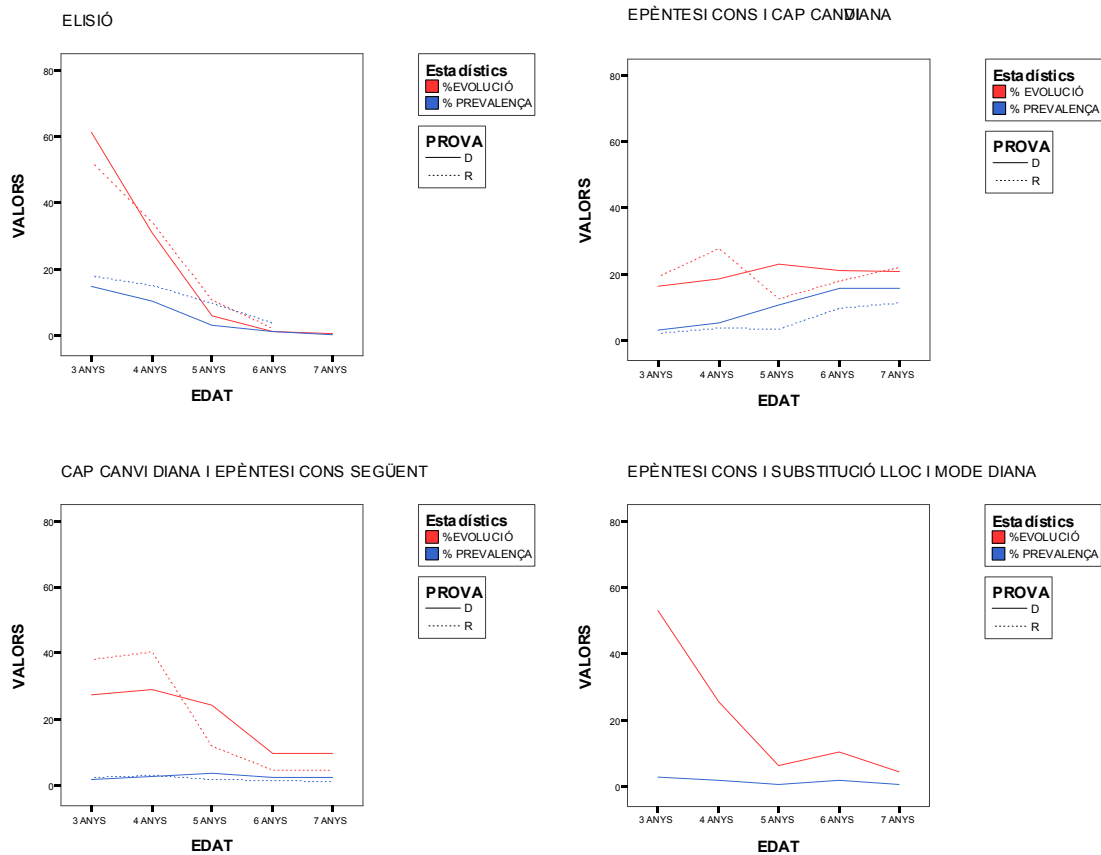 ELISIÓ
80
60
40
20
0
VALORS
3 ANYS 4 ANYS 5 ANYS 6 ANYS 7 ANYS
EDAT
Estadístics
%EVOLUCIÓ
% PREVALENÇA
PROVA
D
R
EPÈNTESI CONS I CAP CANVI DIANA
80
60
40
20
0
VALORS
3 ANYS 4 ANYS 5 ANYS 6 ANYS 7 ANYS
EDAT
Estadístics
% EVOLUCIÓ
% PREVALENÇA
PROVA
D
R
CAP CANVI DIANA I EPÈNTESI CONS SEGÜENT
80
60
40
20
0
VALORS
3 ANYS 4 ANYS 5 ANYS 6 ANYS 7 ANYS
EDAT
Estadístics
%EVOLUCIÓ
% PREVALENÇA
PROVA
D
R
EPÈNTESI CONS I SUBSTITUCIÓ LLOC I MODE DIANA
80
60
40
20
0
VALORS
3 ANYS 4 ANYS 5 ANYS 6 ANYS 7 ANYS
EDAT
Estadístics
%EVOLUCIÓ
% PREVALENÇA
PROVA
D
R